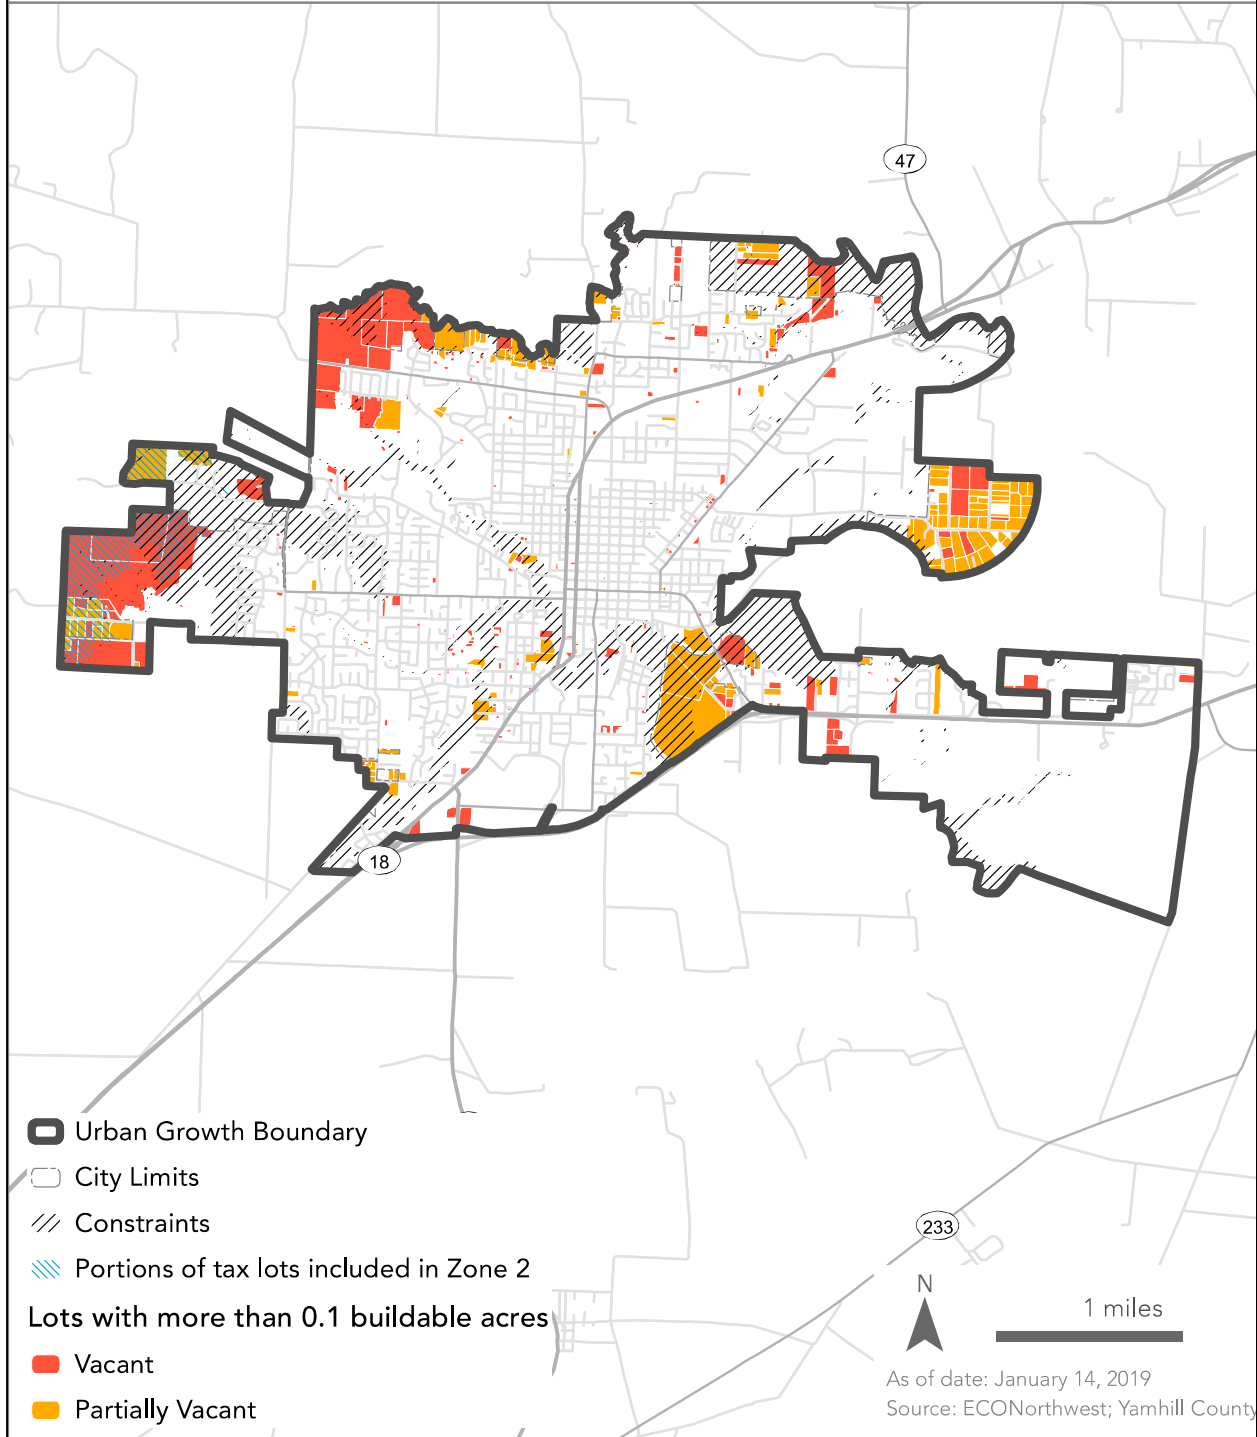 47
18
Urban Growth Boundary
City Limits
Constraints
Portions of tax lots included in Zone 2
Lots with more than 0.1 buildable acres
Vacant
Partially Vacant
233
N
1 miles
As of date: January 14, 2019
Source: ECONorthwest; Yamhill County